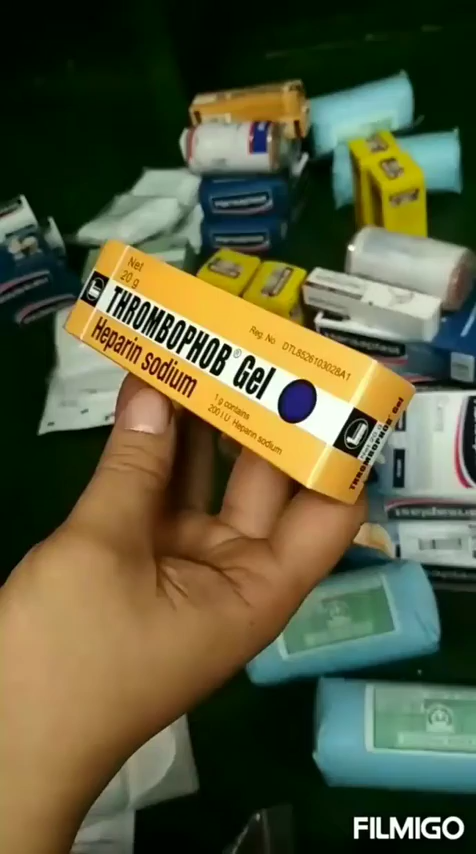 Net
20 g
THROMBOPHOB® Gel
Heparin sodium
Reg. No. DTL8526103028A1
1 g contains
200 I.U. Heparin sodium
THROMBOPHOB® Gel
FILMIGO